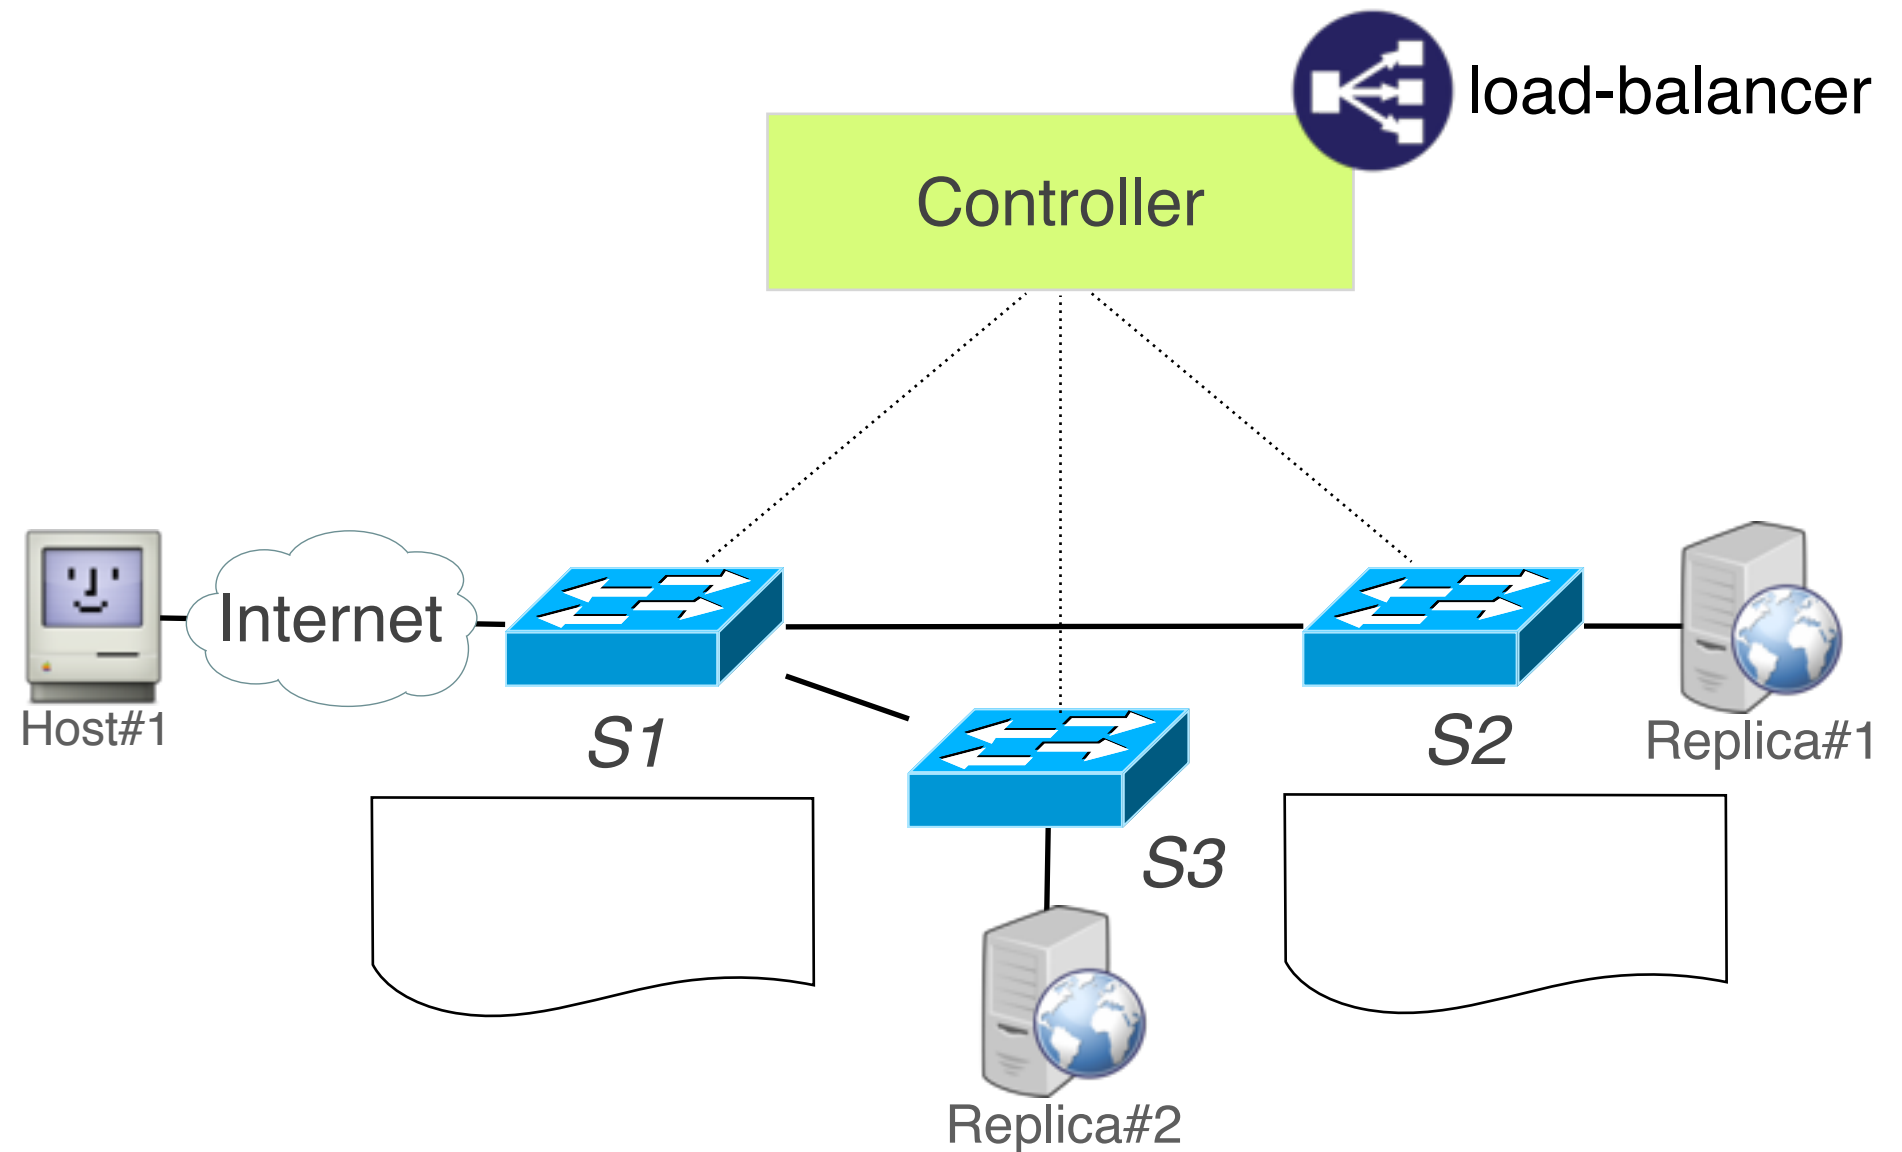 load-balancer
Controller
Internet
Host#1
S1
S2
Replica#1
S3
Replica#2